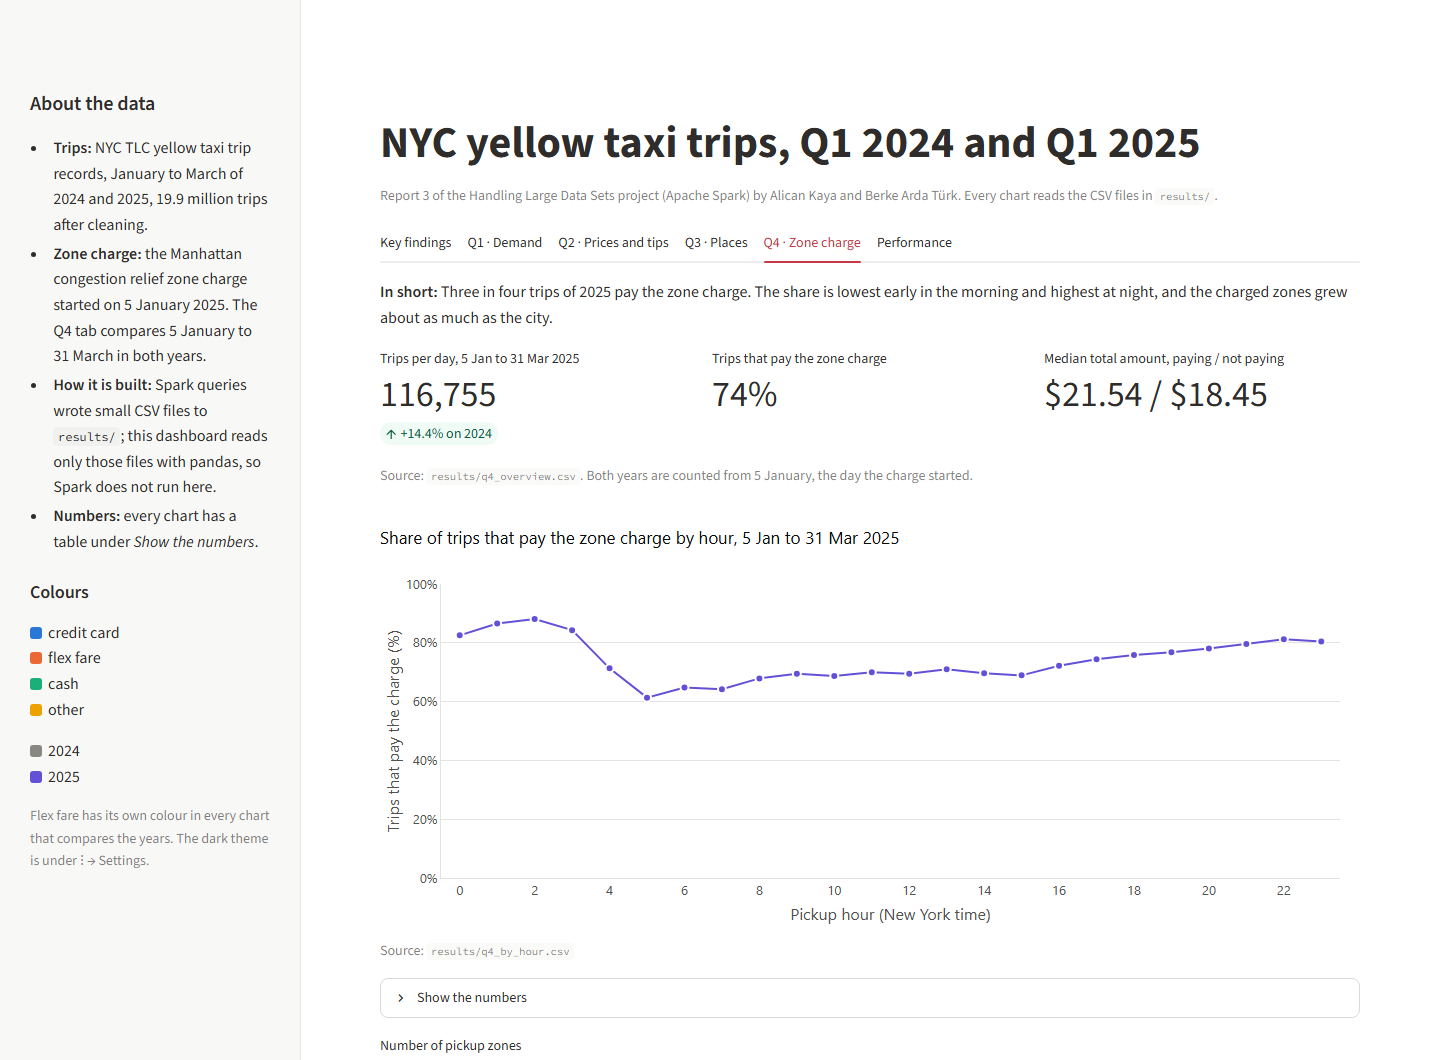 About the data
Trips: NYC TLC yellow taxi trip
records, January to March of
2024 and 2025, 19.9 million trips
after cleaning.
Zone charge: the Manhattan
congestion relief zone charge
started on 5 January 2025. The
Q4 tab compares 5 January to
31 March in both years.
How it is built: Spark queries
wrote small CSV files to
results/ ; this dashboard reads
only those files with pandas, so
Spark does not run here.
Numbers: every chart has a
table under Show the numbers.
Colours
credit card
flex fare
cash
other
2024
2025
Flex fare has its own colour in every chart
that compares the years. The dark theme
is under ⋮ → Settings.
NYC yellow taxi trips, Q1 2024 and Q1 2025
Report 3 of the Handling Large Data Sets project (Apache Spark) by Alican Kaya and Berke Arda Türk. Every chart reads the CSV files in results/ .
Key findings Q1 · Demand Q2 · Prices and tips Q3 · Places Q4 · Zone charge Performance
In short: Three in four trips of 2025 pay the zone charge. The share is lowest early in the morning and highest at night, and the charged zones grew
about as much as the city.
Trips per day, 5 Jan to 31 Mar 2025
116,755
↑ +14.4% on 2024
Trips that pay the zone charge
74%
Median total amount, paying / not paying
$21.54 / $18.45
Source: results/q4_overview.csv . Both years are counted from 5 January, the day the charge started.
Share of trips that pay the zone charge by hour, 5 Jan to 31 Mar 2025
Trips that pay the charge (%)
100%
80%
60%
40%
20%
0%
0 2 4 6 8 10 12 14 16 18 20 22
Pickup hour (New York time)
Source: results/q4_by_hour.csv
Show the numbers
Number of pickup zones